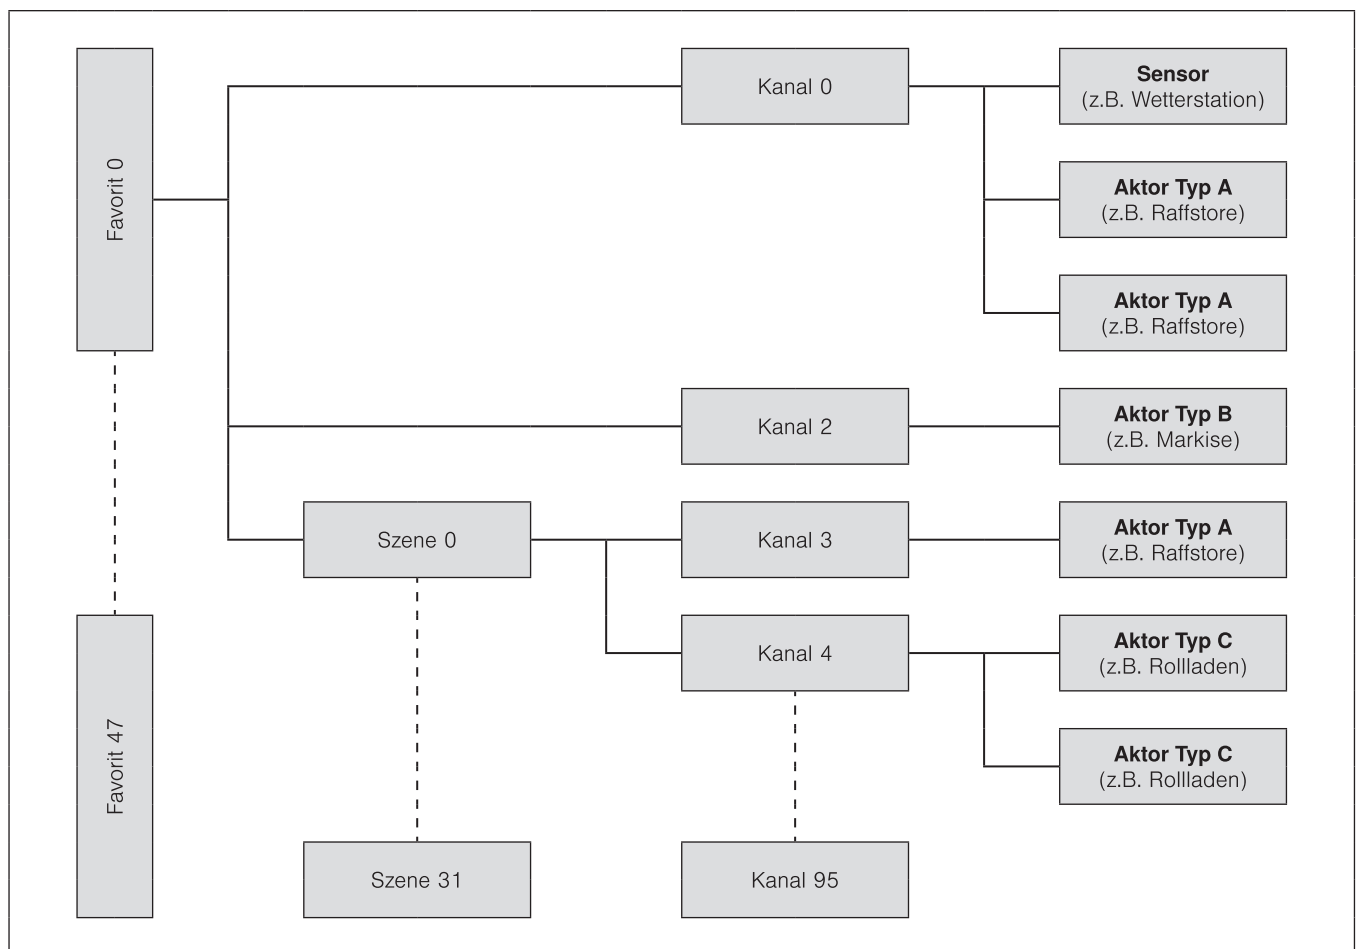 Favorit 0
Kanal 0
Sensor
(z.B. Wetterstation)
Aktor Typ A
(z.B. Raffstore)
Aktor Typ A
(z.B. Raffstore)
Kanal 2
Aktor Typ B
(z.B. Markise)
Szene 0
Kanal 3
Aktor Typ A
(z.B. Raffstore)
Kanal 4
Aktor Typ C
(z.B. Rollladen)
Favorit 47
Aktor Typ C
(z.B. Rollladen)
Szene 31
Kanal 95